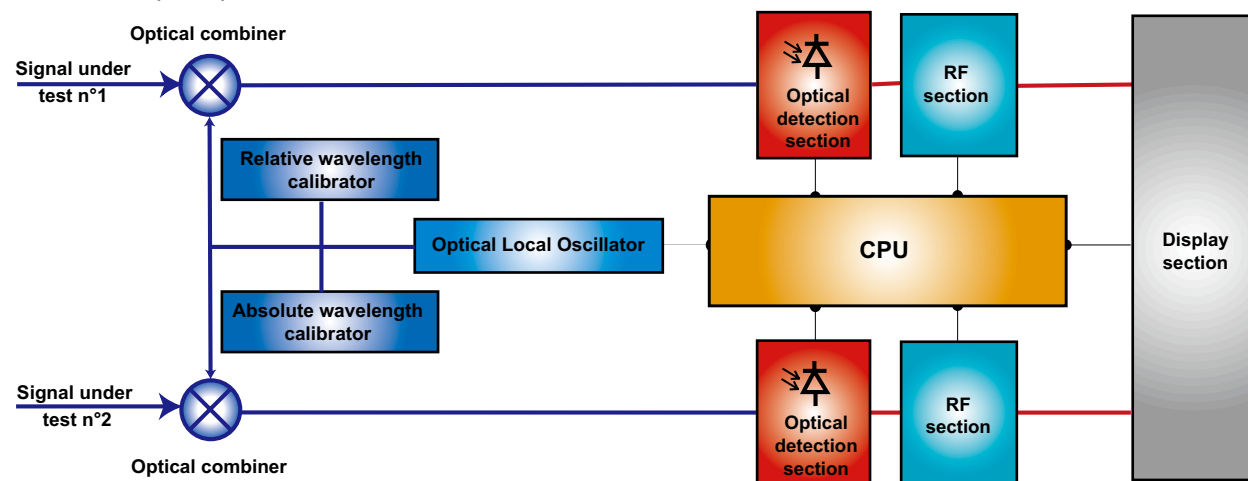 Optical combiner
Signal under
test n°1
Optical
detection
section
RF
section
Relative wavelength
calibrator
Optical Local Oscillator
CPU
Display
section
Absolute wavelength
calibrator
Signal under
test n°2
Optical combiner
Optical
detection
section
RF
section